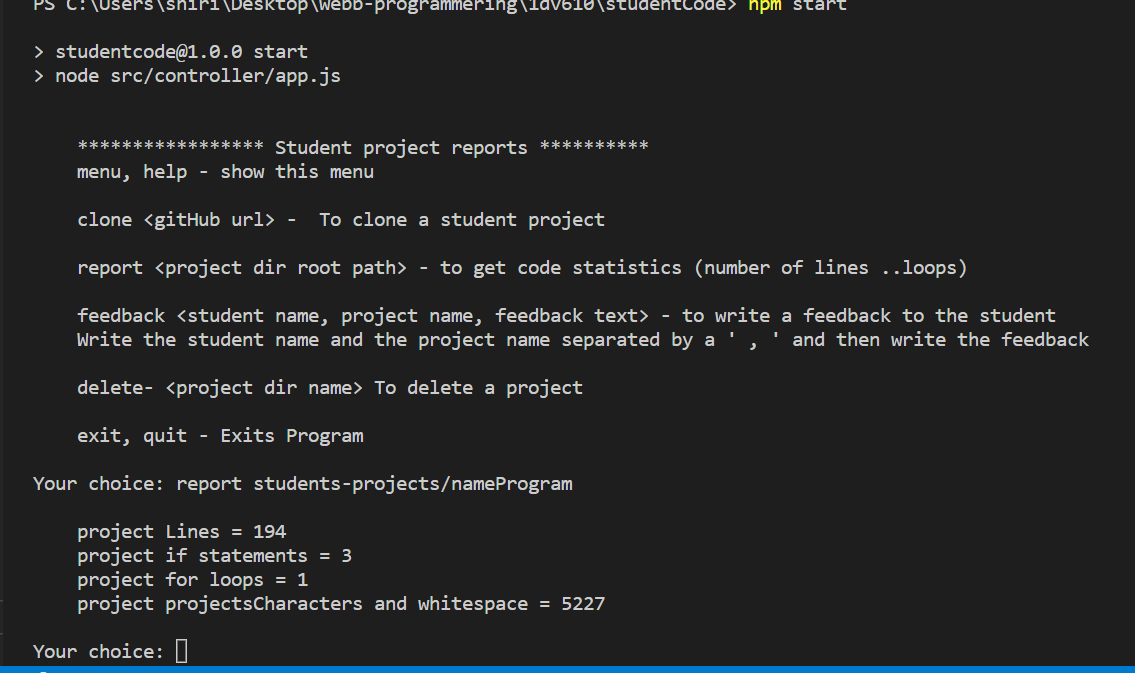 PS C:\Users\shiri\Desktop\webb-programmering\1dv610\studentCode> npm start
> studentcode@1.0.0 start
> node src/controller/app.js
***************** Student project reports **********
menu, help - show this menu
clone <gitHub url> -  To clone a student project
report <project dir root path> - to get code statistics (number of lines ..loops)
feedback <student name, project name, feedback text> - to write a feedback to the student
Write the student name and the project name separated by a ' , ' and then write the feedback
delete- <project dir name> To delete a project
exit, quit - Exits Program
Your choice: report students-projects/nameProgram
project Lines = 194
project if statements = 3
project for loops = 1
project projectsCharacters and whitespace = 5227
Your choice: